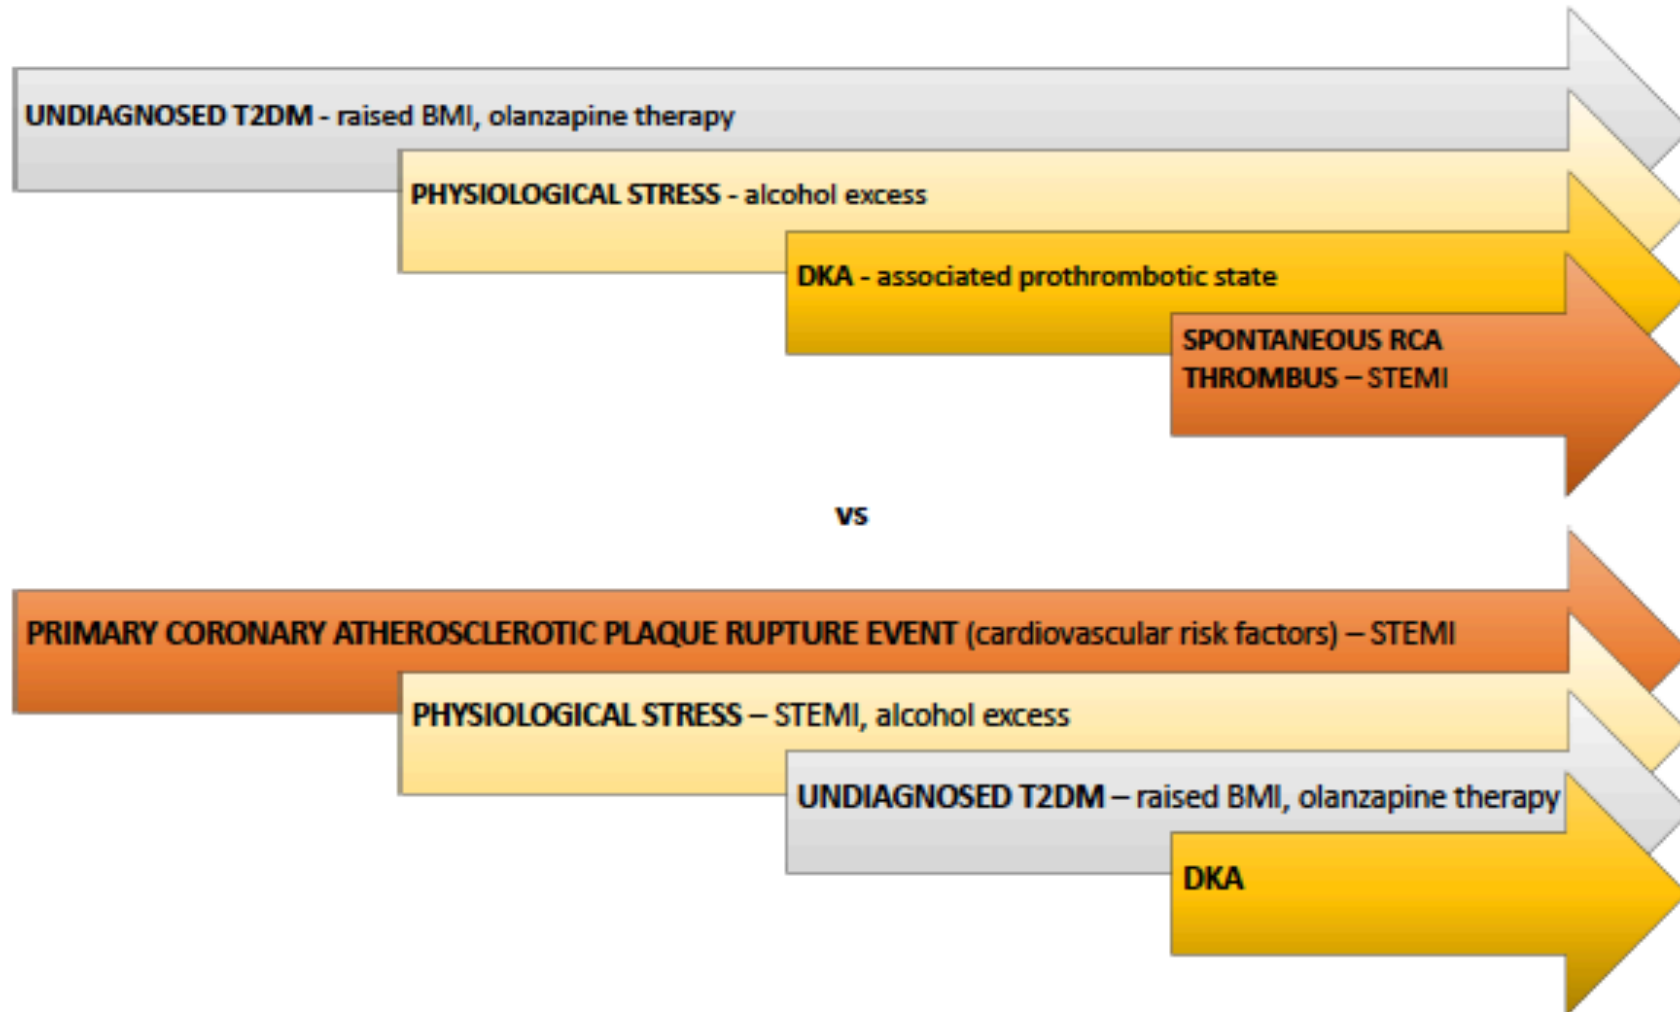 UNDIAGNOSED T2DM - raised BMI, olanzapine therapy
PHYSIOLOGICAL STRESS - alcohol excess
DKA - associated prothrombotic state
SPONTANEOUS RCA
THROMBUS – STEMI
vs
PRIMARY CORONARY ATHEROSCLEROTIC PLAQUE RUPTURE EVENT (cardiovascular risk factors) – STEMI
PHYSIOLOGICAL STRESS – STEMI, alcohol excess
UNDIAGNOSED T2DM – raised BMI, olanzapine therapy
DKA